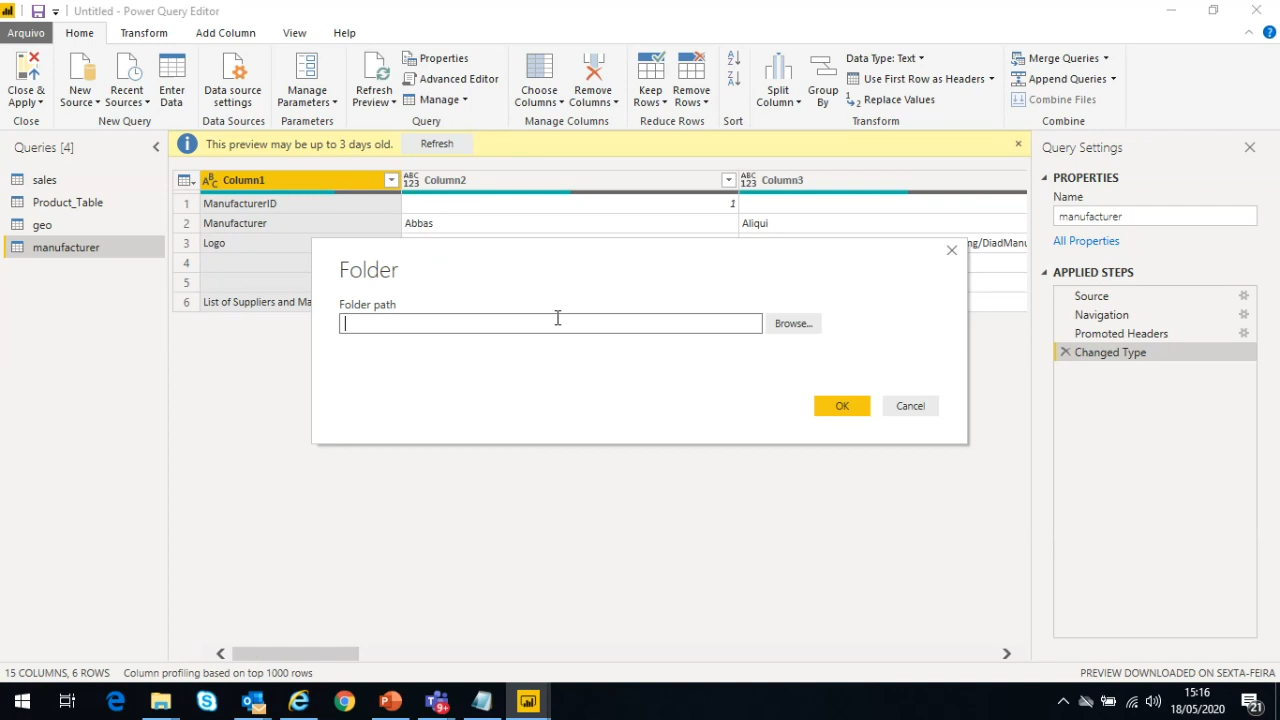 Untitled - Power Query Editor
Arquivo Home Transform Add Column View Help
Close & Apply
New Source
Recent Sources
Enter Data
Data source settings
Manage Parameters
Refresh Preview
Properties
Advanced Editor
Manage
Choose Columns
Remove Columns
Keep Rows
Remove Rows
Split Column
Group By
Data Type: Text
Use First Row as Headers
Replace Values
Merge Queries
Append Queries
Combine Files
Close New Query Data Sources Parameters Query Manage Columns Reduce Rows Sort Transform Combine
Queries [4]
sales
Product_Table
geo
manufacturer
This preview may be up to 3 days old. Refresh
Column1 Column2 Column3
1 ManufacturerID 1
2 Manufacturer Abbas Aliqui
3 Logo ng/DiadManu
4
5
6 List of Suppliers and Ma
Folder
Folder path
Browse...
OK Cancel
Query Settings
PROPERTIES
Name
manufacturer
All Properties
APPLIED STEPS
Source
Navigation
Promoted Headers
Changed Type
15 COLUMNS, 6 ROWS Column profiling based on top 1000 rows PREVIEW DOWNLOADED ON SEXTA-FEIRA
15:16
18/05/2020
9+
21